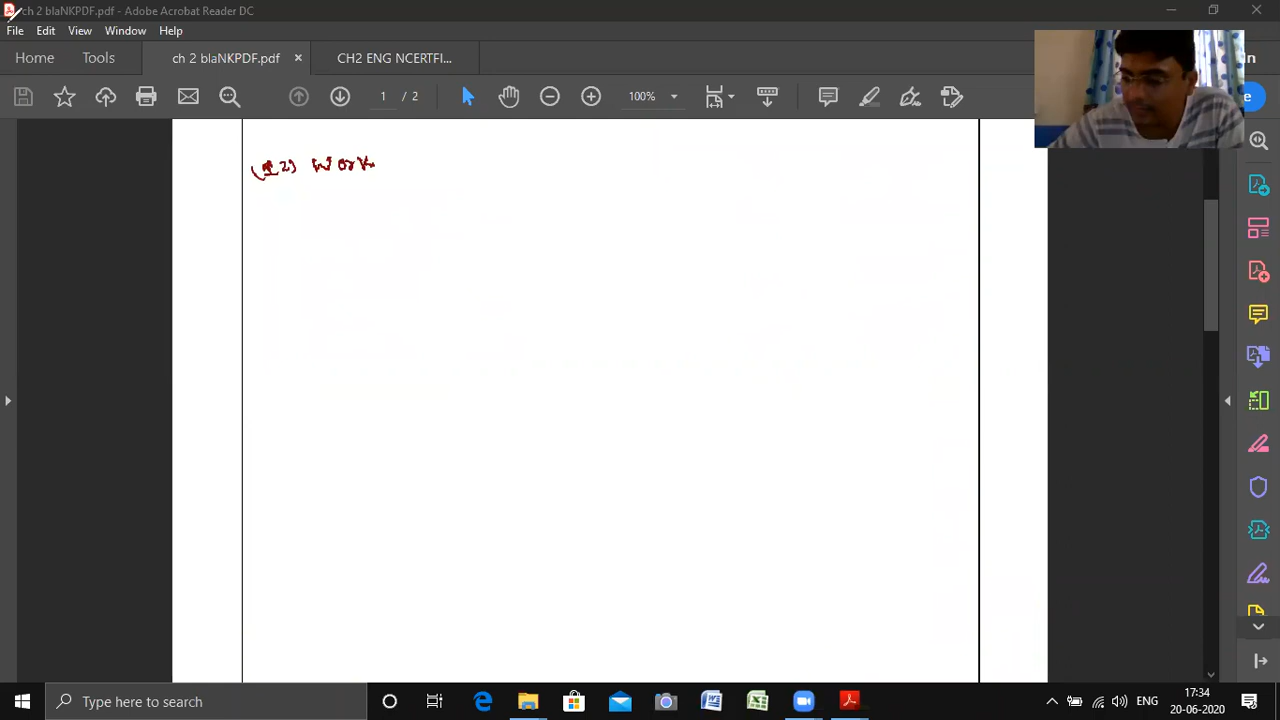 ch 2 blaNKPDF.pdf - Adobe Acrobat Reader DC
File Edit View Window Help
Home Tools ch 2 blaNKPDF.pdf × CH2 ENG NCERTFI... In
1 / 2 100%
Work
Type here to search
ENG 17:34
20-06-2020